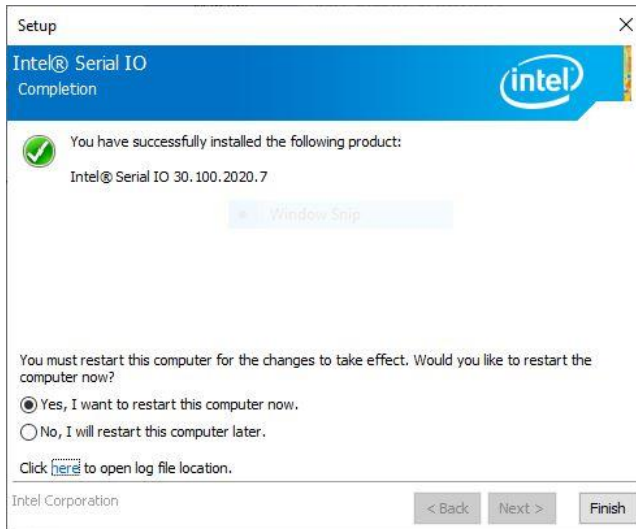 Setup
Intel® Serial IO
Completion
intel
You have successfully installed the following product:
Intel® Serial IO 30.100.2020.7
Window Snip
You must restart this computer for the changes to take effect. Would you like to restart the
computer now?
Yes, I want to restart this computer now.
No, I will restart this computer later.
Click here to open log file location.
Intel Corporation
< Back Next > Finish